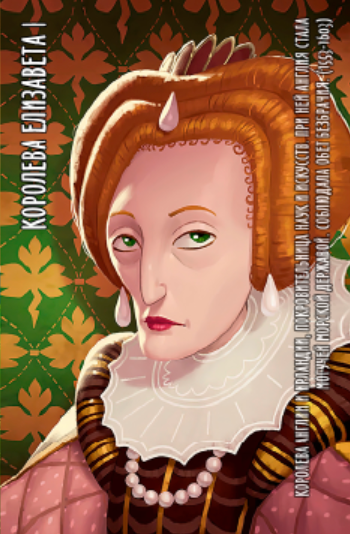 КОРОЛЕВА ЕЛИЗАВЕТА I
КОРОЛЕВА АНГЛИИ И ИРЛАНДИИ, ПОКРОВИТЕЛЬНИЦА НАУК И ИСКУССТВ. ПРИ НЕЙ АНГЛИЯ СТАЛА
МОГУЧЕЙ МОРСКОЙ ДЕРЖАВОЙ. СОБЛЮДАЛА ОБЕТ БЕЗБРАЧИЯ. (1533-1603)